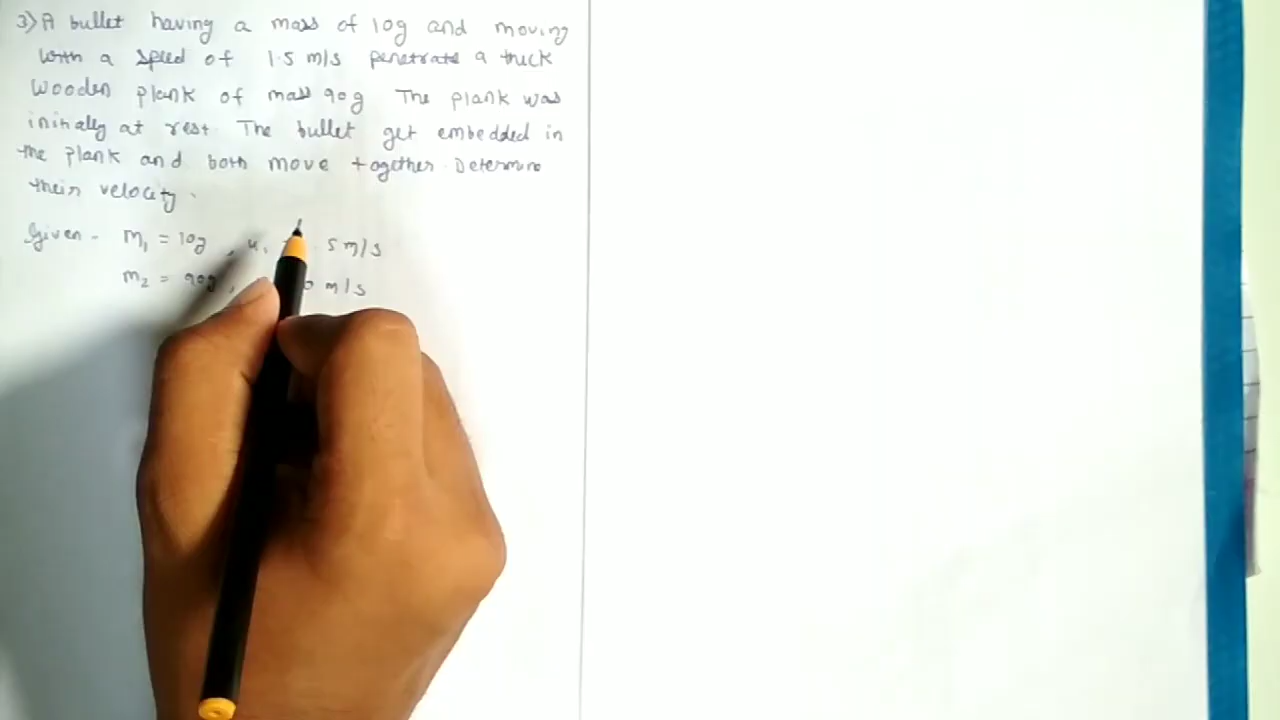 3) A bullet having a mass of 10g and moving
with a speed of 1.5 m/s penetrate a thick
wooden plank of mass 90g The plank was
initially at rest. The bullet get embedded in
the plank and both move together. Determine
their velocity.
Given - m₁ = 10g , u₁ 5 m/s
m₂ = 90g, 0 m/s